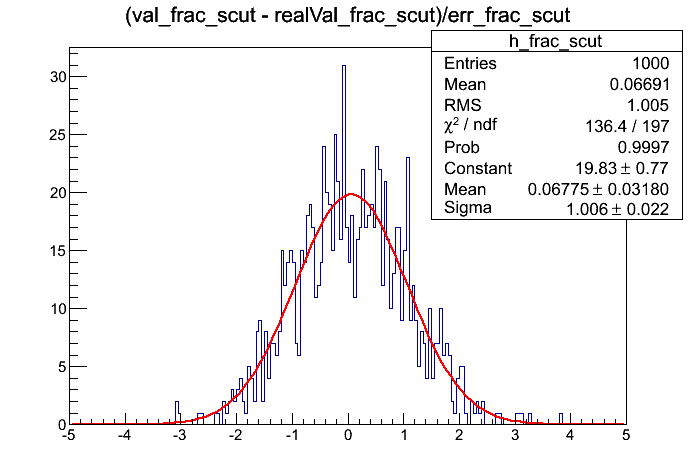 (val_frac_scut - realVal_frac_scut)/err_frac_scut
h_frac_scut
Entries 1000
Mean 0.06691
RMS 1.005
χ² / ndf 136.4 / 197
Prob 0.9997
Constant 19.83 ± 0.77
Mean 0.06775 ± 0.03180
Sigma 1.006 ± 0.022
30
25
20
15
10
5
0
-5 -4 -3 -2 -1 0 1 2 3 4 5